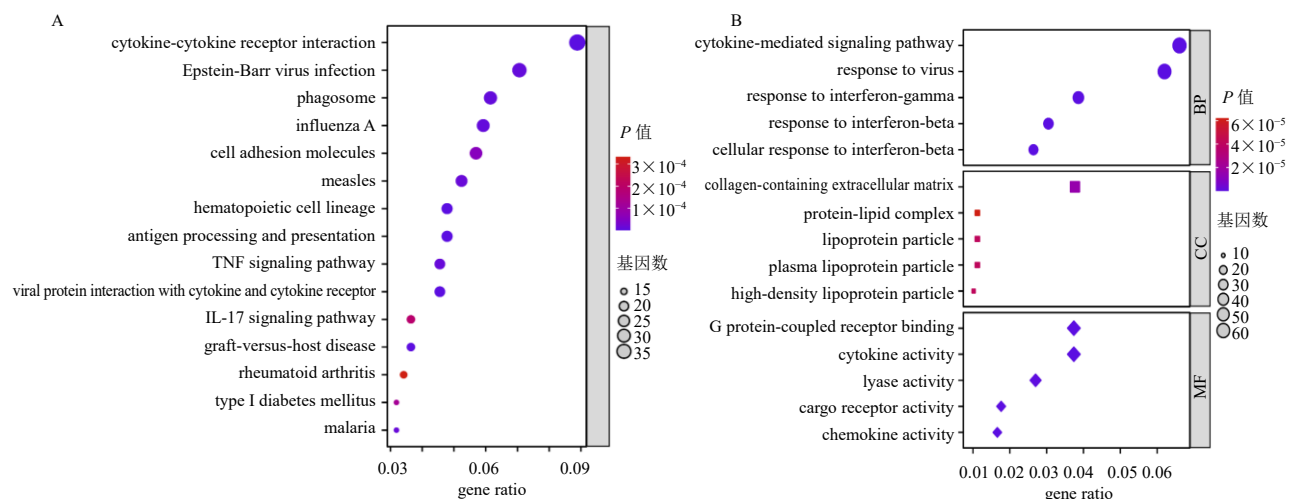 A
cytokine-cytokine receptor interaction
Epstein-Barr virus infection
phagosome
influenza A
cell adhesion molecules
measles
hematopoietic cell lineage
antigen processing and presentation
TNF signaling pathway
viral protein interaction with cytokine and cytokine receptor
IL-17 signaling pathway
graft-versus-host disease
rheumatoid arthritis
type I diabetes mellitus
malaria
0.03 0.06 0.09
gene ratio
P 值
3×10⁻⁴
2×10⁻⁴
1×10⁻⁴
基因数
15
20
25
30
35
B
cytokine-mediated signaling pathway
response to virus
response to interferon-gamma
response to interferon-beta
cellular response to interferon-beta
BP
collagen-containing extracellular matrix
protein-lipid complex
lipoprotein particle
plasma lipoprotein particle
high-density lipoprotein particle
CC
G protein-coupled receptor binding
cytokine activity
lyase activity
cargo receptor activity
chemokine activity
MF
0.01 0.02 0.03 0.04 0.05 0.06
gene ratio
P 值
6×10⁻⁵
4×10⁻⁵
2×10⁻⁵
基因数
10
20
30
40
50
60